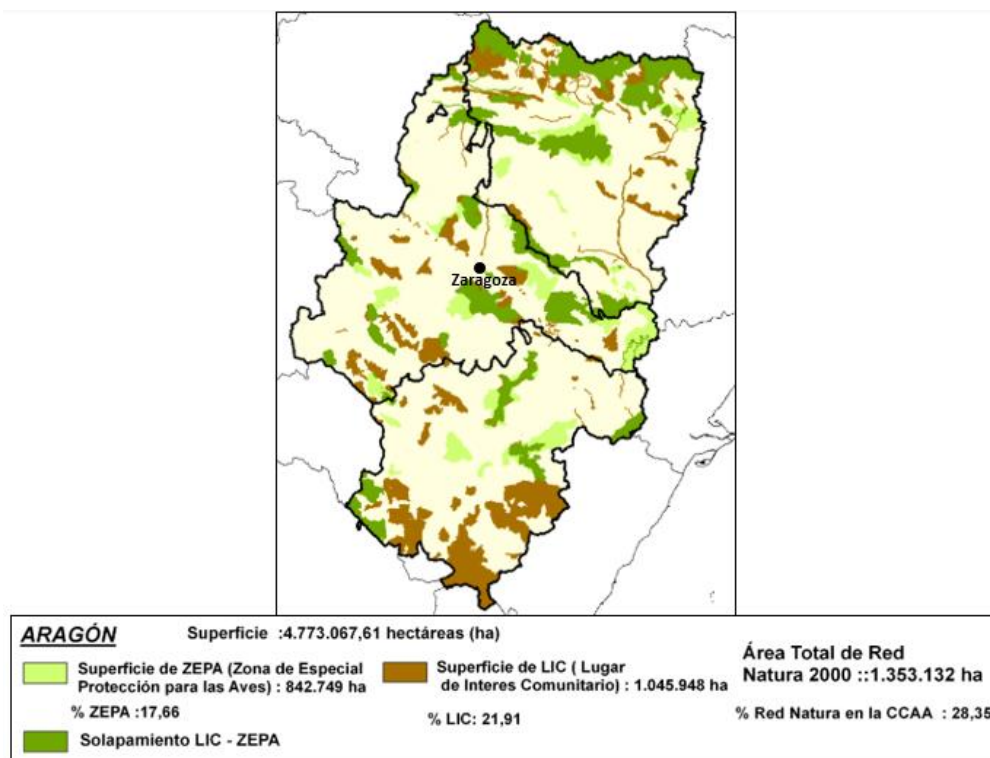 Zaragoza
ARAGÓN
Superficie :4.773.067,61 hectáreas (ha)
Superficie de ZEPA (Zona de Especial
Protección para las Aves) : 842.749 ha
% ZEPA :17,66
Solapamiento LIC - ZEPA
Superficie de LIC ( Lugar
de Interes Comunitario) : 1.045.948 ha
% LIC: 21,91
Área Total de Red
Natura 2000 ::1.353.132 ha
% Red Natura en la CCAA : 28,35